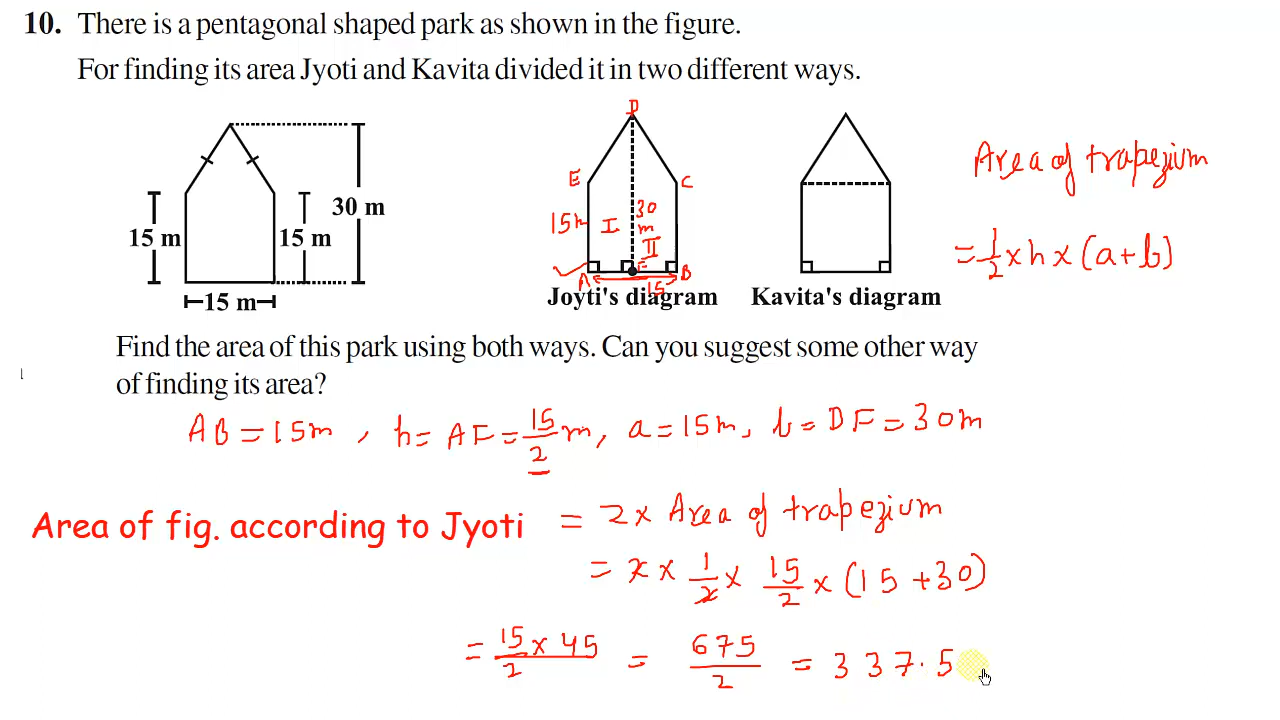 10. There is a pentagonal shaped park as shown in the figure.
For finding its area Jyoti and Kavita divided it in two different ways.
15 m
15 m
30 m
15 m
D
E
C
15m
I
30
m
II
F
A
B
15
Joyti's diagram
Kavita's diagram
Area of trapezium
= 1/2 × h × (a + b)
Find the area of this park using both ways. Can you suggest some other way
of finding its area?
AB = 15m , h = AF = 15/2 m, a = 15m, b = DF = 30m
Area of fig. according to Jyoti = 2 × Area of trapezium
= 2 × 1/2 × 15/2 × (15 + 30)
= 15/2 × 45 = 675/2 = 337.5